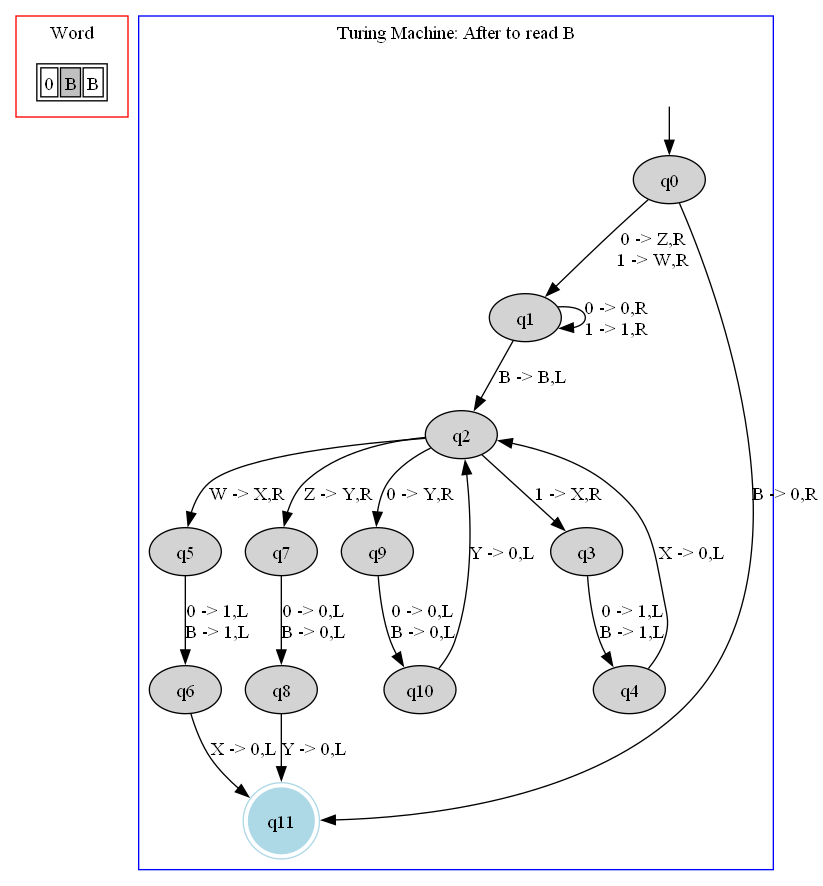 Word
0 B B
Turing Machine: After to read B
q0
0 -> Z,R
1 -> W,R
q1
0 -> 0,R
1 -> 1,R
B -> B,L
q2
W -> X,R
Z -> Y,R
0 -> Y,R
1 -> X,R
B -> 0,R
q5
q7
q9
q3
Y -> 0,L
X -> 0,L
0 -> 1,L
B -> 1,L
0 -> 0,L
B -> 0,L
0 -> 0,L
B -> 0,L
0 -> 1,L
B -> 1,L
q6
q8
q10
q4
X -> 0,L
Y -> 0,L
q11